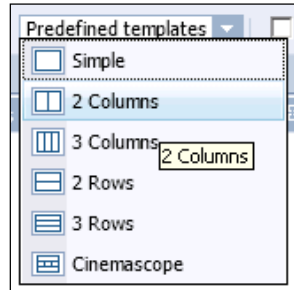 Predefined templates
Simple
2 Columns
3 Columns
2 Columns
2 Rows
3 Rows
Cinemascope